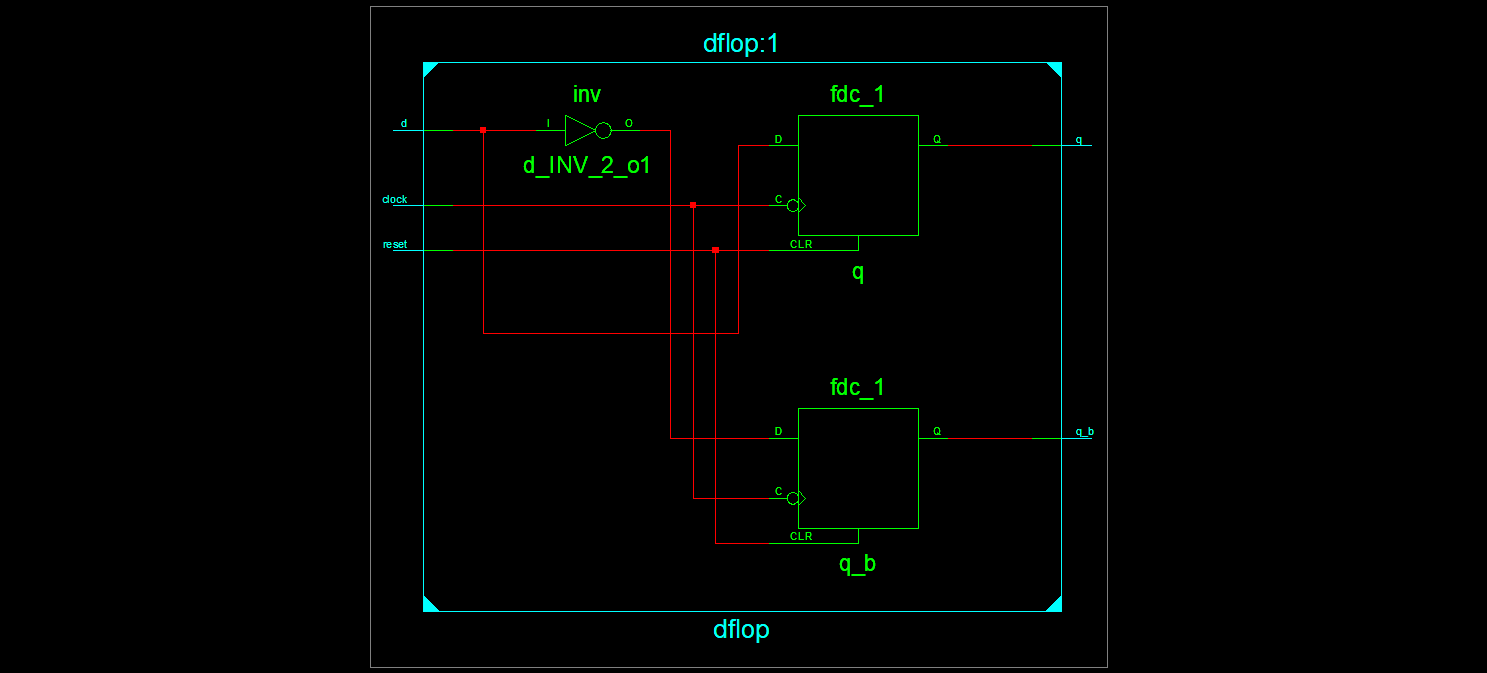 dflop:1
inv
fdc_1
d
I
O
D
Q
q
d_INV_2_o1
clock
C
reset
CLR
q
fdc_1
D
Q
q_b
C
CLR
q_b
dflop